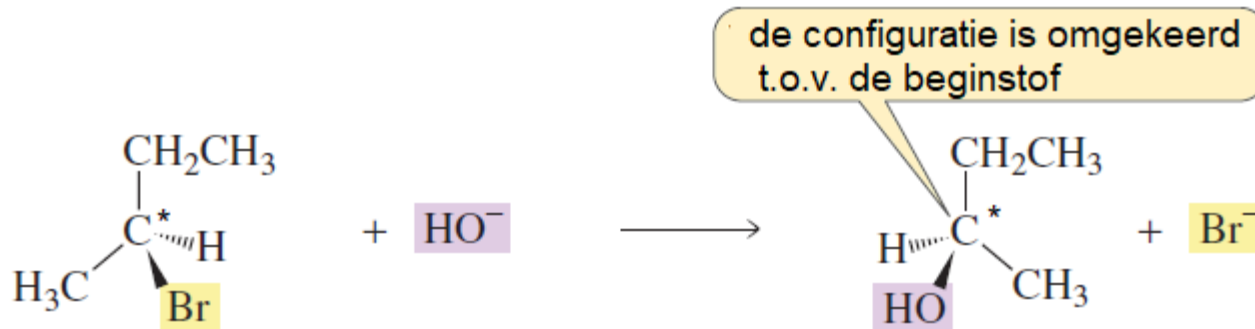 de configuratie is omgekeerd
t.o.v. de beginstof
CH₂CH₃
C*
H
H₃C
Br
+ HO⁻
CH₂CH₃
C*
H
HO
CH₃
+ Br⁻